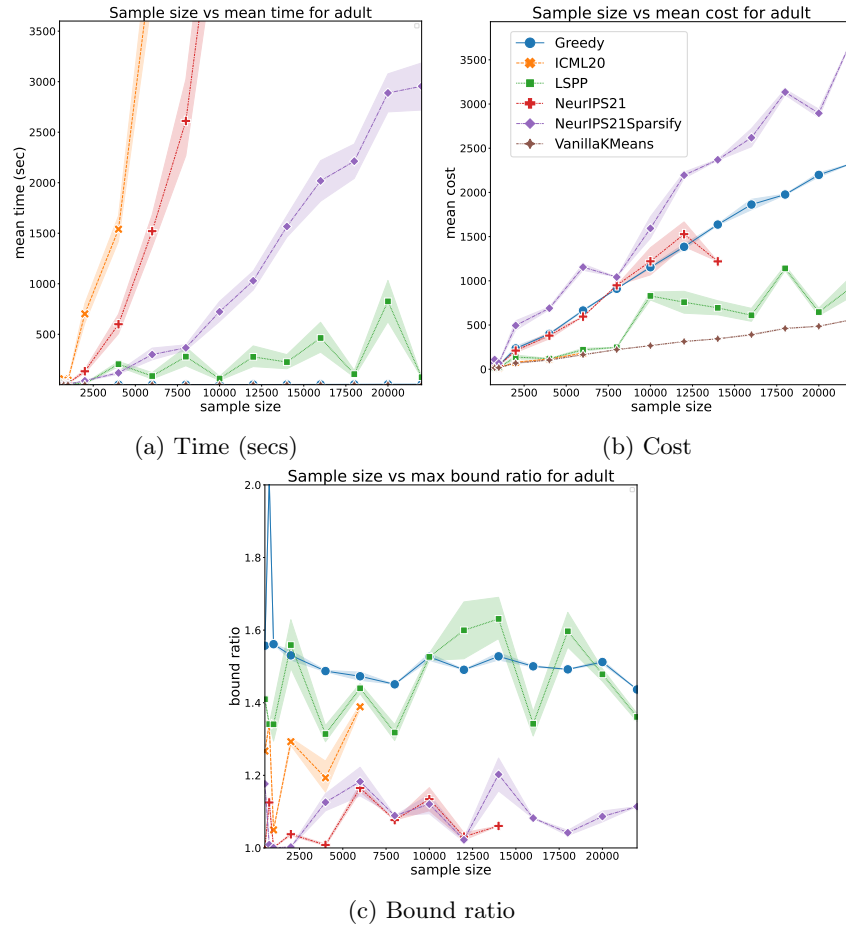 Sample size vs mean time for adult
3500
3000
2500
2000
1500
1000
500
mean time (sec)
2500 5000 7500 10000 12500 15000 17500 20000
sample size
(a) Time (secs)
Sample size vs mean cost for adult
Greedy
ICML20
LSPP
NeurIPS21
NeurIPS21Sparsify
VanillaKMeans
3500
3000
2500
2000
1500
1000
500
0
mean cost
2500 5000 7500 10000 12500 15000 17500 20000
sample size
(b) Cost
Sample size vs max bound ratio for adult
2.0
1.8
1.6
1.4
1.2
1.0
bound ratio
2500 5000 7500 10000 12500 15000 17500 20000
sample size
(c) Bound ratio